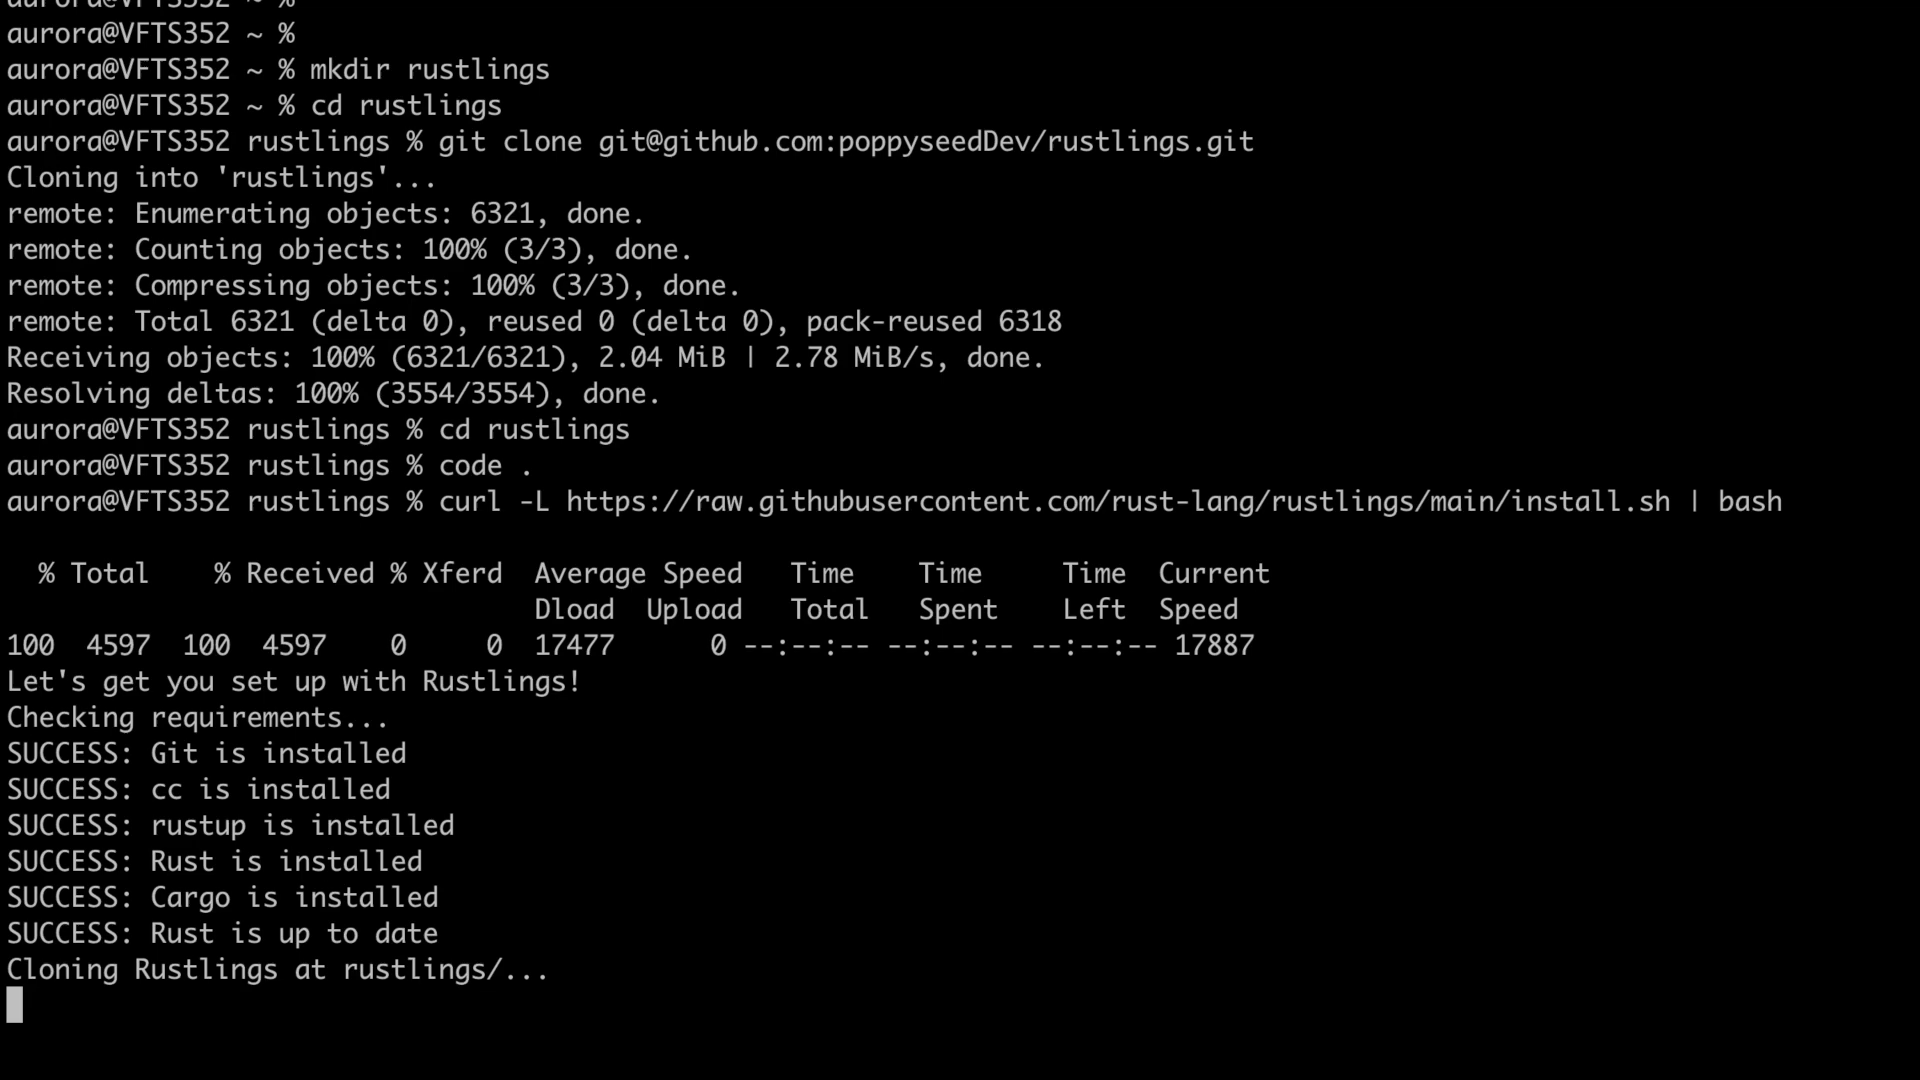 aurora@VFTS352 ~ %
aurora@VFTS352 ~ %
aurora@VFTS352 ~ % mkdir rustlings
aurora@VFTS352 ~ % cd rustlings
aurora@VFTS352 rustlings % git clone git@github.com:poppyseedDev/rustlings.git
Cloning into 'rustlings'...
remote: Enumerating objects: 6321, done.
remote: Counting objects: 100% (3/3), done.
remote: Compressing objects: 100% (3/3), done.
remote: Total 6321 (delta 0), reused 0 (delta 0), pack-reused 6318
Receiving objects: 100% (6321/6321), 2.04 MiB | 2.78 MiB/s, done.
Resolving deltas: 100% (3554/3554), done.
aurora@VFTS352 rustlings % cd rustlings
aurora@VFTS352 rustlings % code .
aurora@VFTS352 rustlings % curl -L https://raw.githubusercontent.com/rust-lang/rustlings/main/install.sh | bash
  % Total    % Received % Xferd  Average Speed   Time    Time     Time  Current
                                 Dload  Upload   Total   Spent    Left  Speed
100  4597  100  4597    0     0  17477      0 --:--:-- --:--:-- --:--:-- 17887
Let's get you set up with Rustlings!
Checking requirements...
SUCCESS: Git is installed
SUCCESS: cc is installed
SUCCESS: rustup is installed
SUCCESS: Rust is installed
SUCCESS: Cargo is installed
SUCCESS: Rust is up to date
Cloning Rustlings at rustlings/...